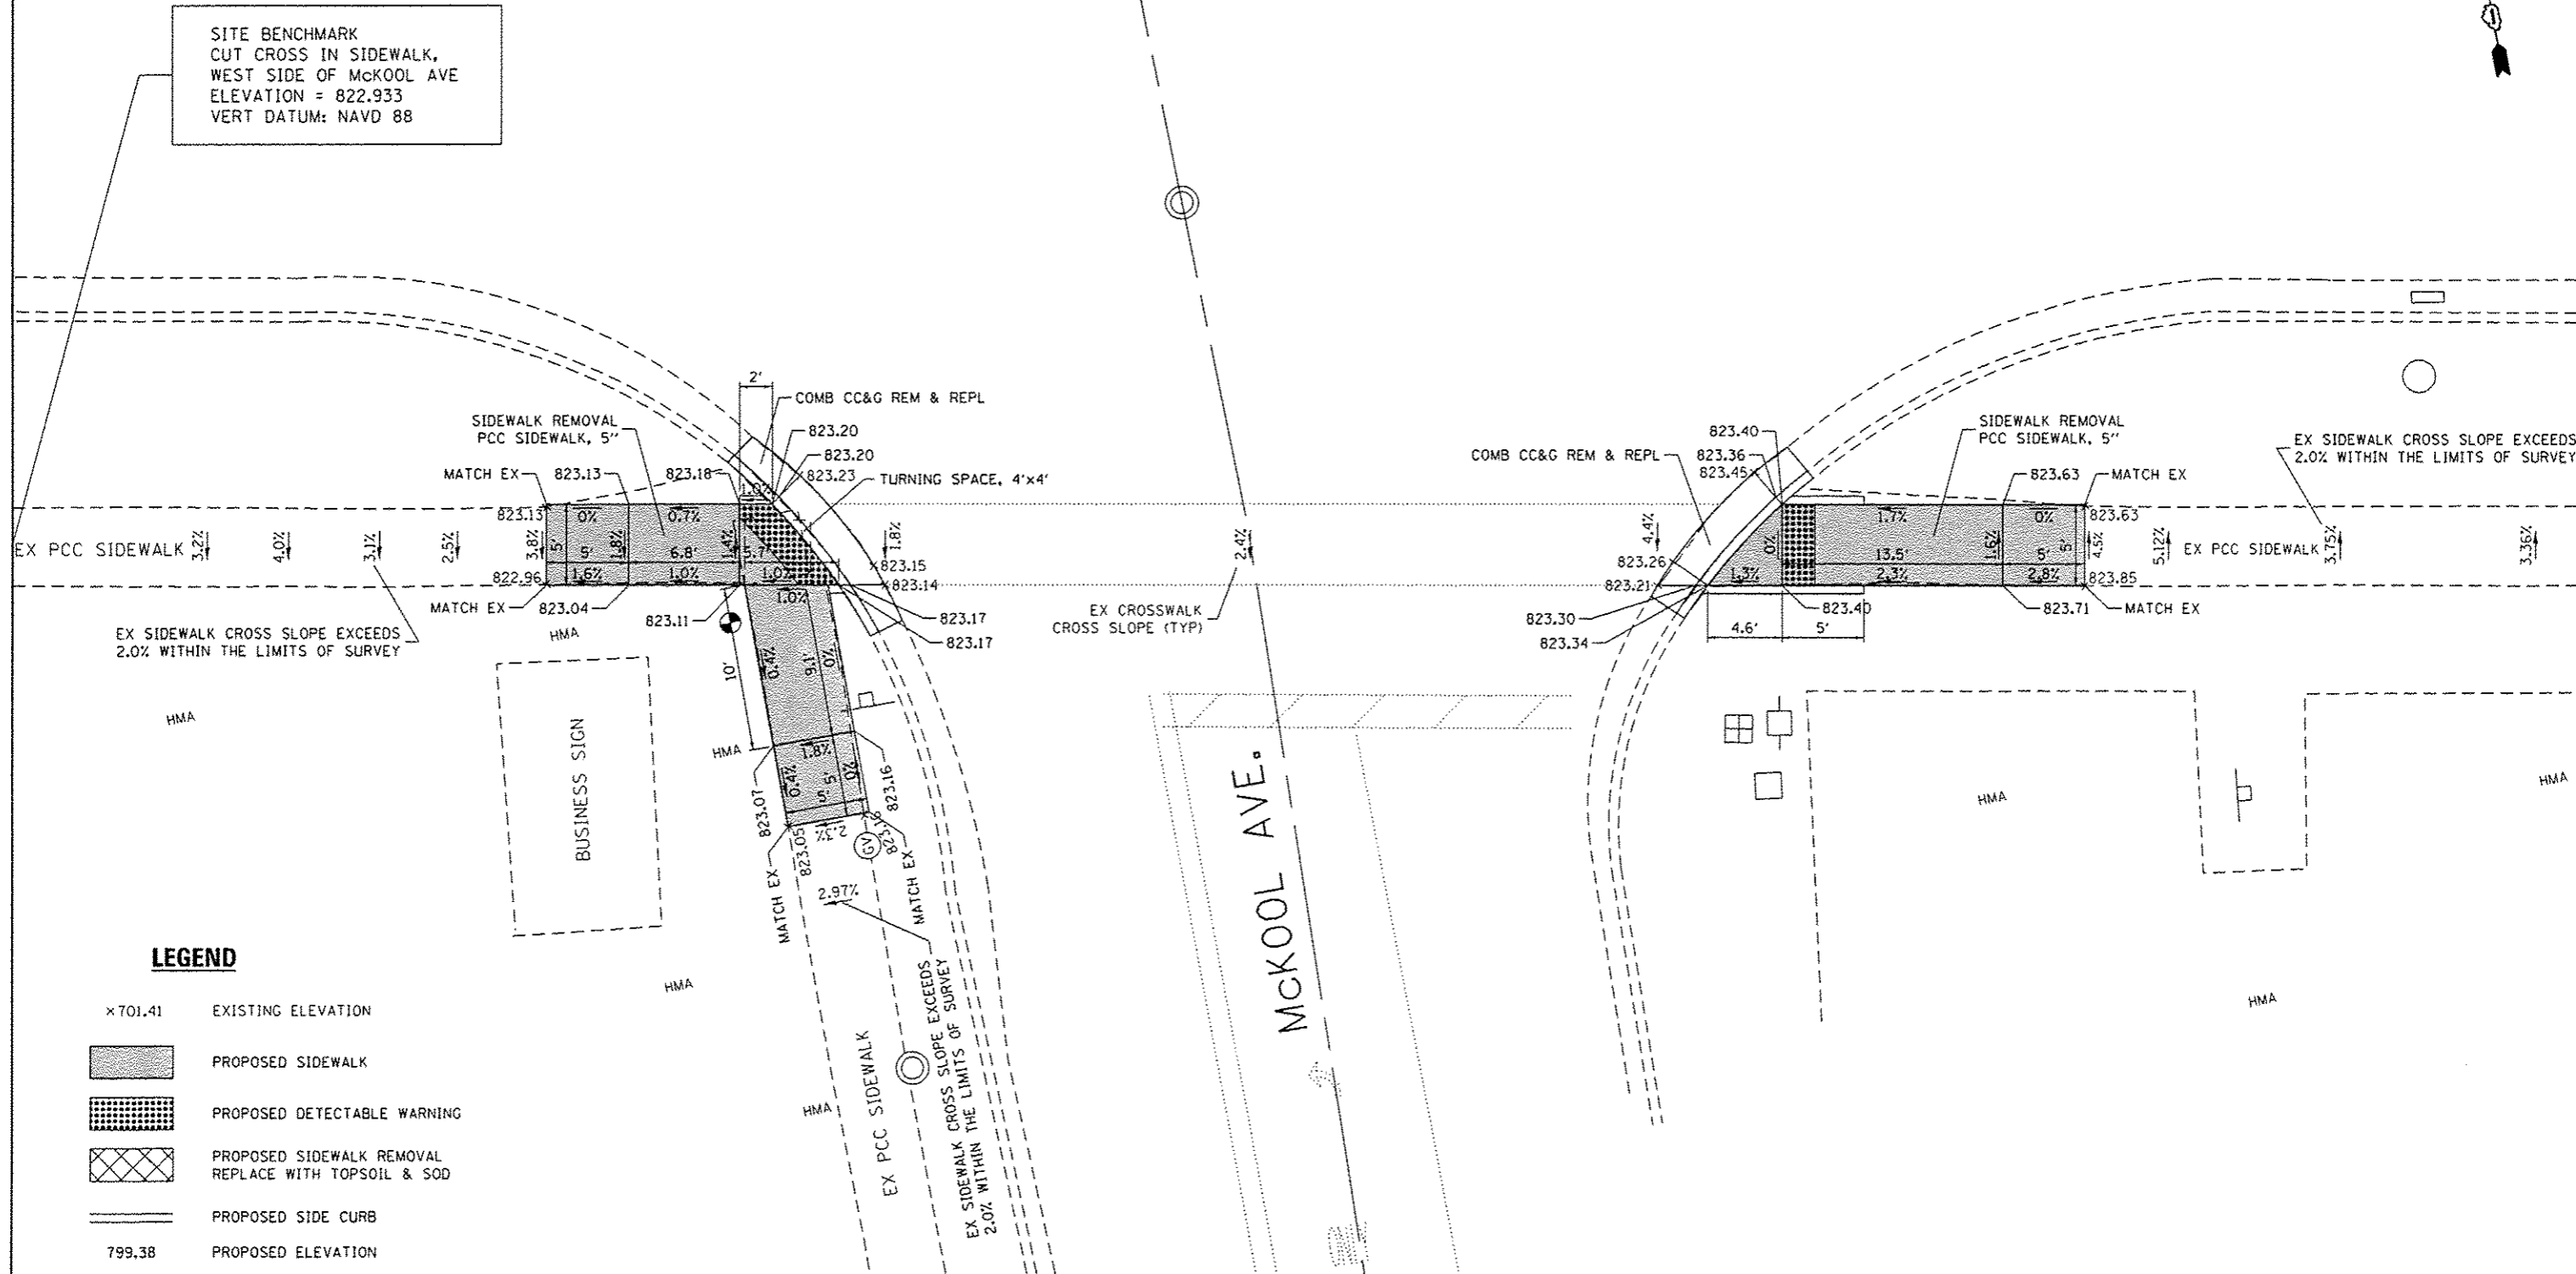 SITE BENCHMARK
CUT CROSS IN SIDEWALK,
WEST SIDE OF McKOOL AVE
ELEVATION = 822.933
VERT DATUM: NAVD 88
2'
COMB CC&G REM & REPL
SIDEWALK REMOVAL
PCC SIDEWALK, 5"
823.20
823.20
823.23
TURNING SPACE, 4'x4'
MATCH EX
823.13
823.18
1.0%
823.13
0%
0.7%
EX PCC SIDEWALK
3.2%
4.0%
3.1%
2.5%
3.8%
5'
5'
1.8%
6.8'
1.4%
5.7'
1.8%
822.96
1.6%
1.0%
1.0%
823.15
823.14
MATCH EX
823.04
1.0%
823.11
823.17
823.17
EX SIDEWALK CROSS SLOPE EXCEEDS
2.0% WITHIN THE LIMITS OF SURVEY
HMA
10'
0.4%
9.1'
0%
HMA
BUSINESS SIGN
HMA
1.8%
0.4%
5'
0%
5'
823.07
823.16
2.3%
823.05
823.16
GV
MATCH EX
MATCH EX
2.97%
EX SIDEWALK CROSS SLOPE EXCEEDS
2.0% WITHIN THE LIMITS OF SURVEY
EX PCC SIDEWALK
HMA
HMA
2.4%
EX CROSSWALK
CROSS SLOPE (TYP)
McKOOL AVE.
COMB CC&G REM & REPL
823.40
823.36
823.45
SIDEWALK REMOVAL
PCC SIDEWALK, 5"
823.63
MATCH EX
EX SIDEWALK CROSS SLOPE EXCEEDS
2.0% WITHIN THE LIMITS OF SURVEY
4.4%
1.7%
0%
823.63
0%
13.5'
1.6%
5'
5'
4.5%
5.12%
EX PCC SIDEWALK
3.75%
3.36%
823.26
823.21
1.3%
2.3%
2.8%
823.85
823.30
823.34
823.40
823.71
MATCH EX
4.6'
5'
HMA
HMA
HMA
LEGEND
×701.41 EXISTING ELEVATION
PROPOSED SIDEWALK
PROPOSED DETECTABLE WARNING
PROPOSED SIDEWALK REMOVAL
REPLACE WITH TOPSOIL & SOD
PROPOSED SIDE CURB
799.38 PROPOSED ELEVATION